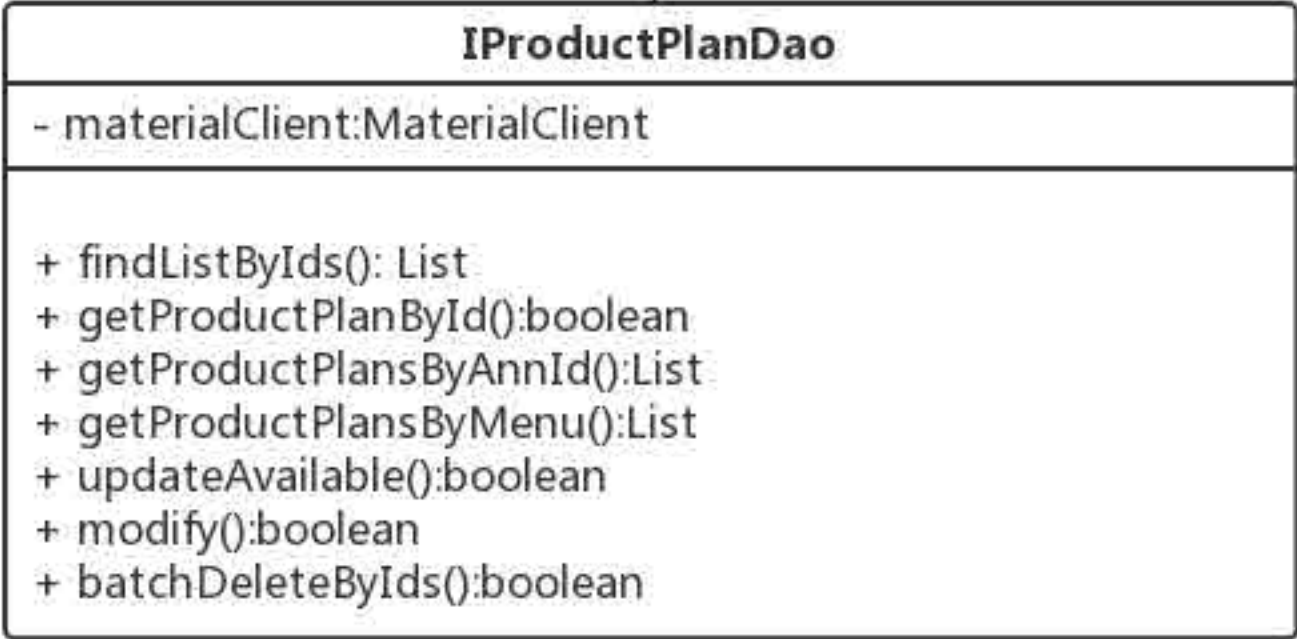 IProductPlanDao
- materialClient:MaterialClient
+ findListByIds(): List
+ getProductPlanById():boolean
+ getProductPlansByAnnId():List
+ getProductPlansByMenu():List
+ updateAvailable():boolean
+ modify():boolean
+ batchDeleteByIds():boolean